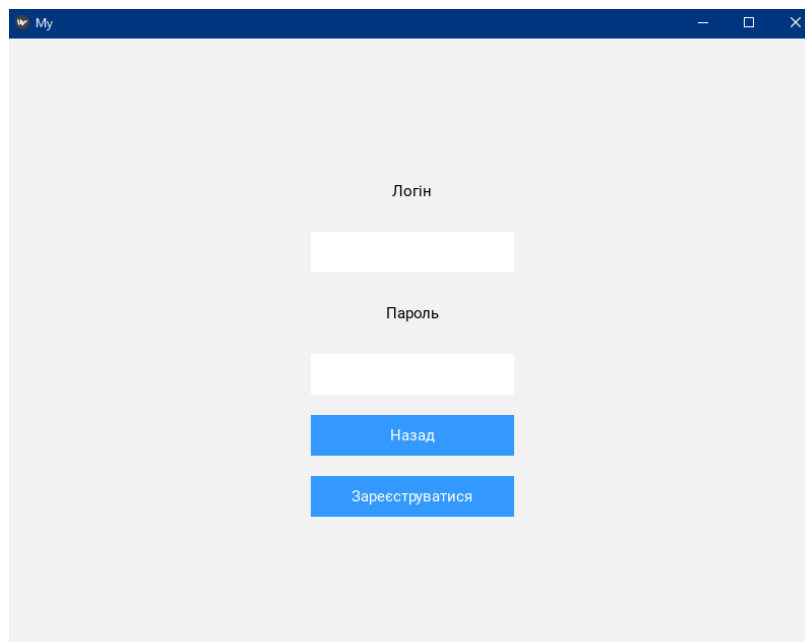 My
Логін
Пароль
Назад
Зареєструватися